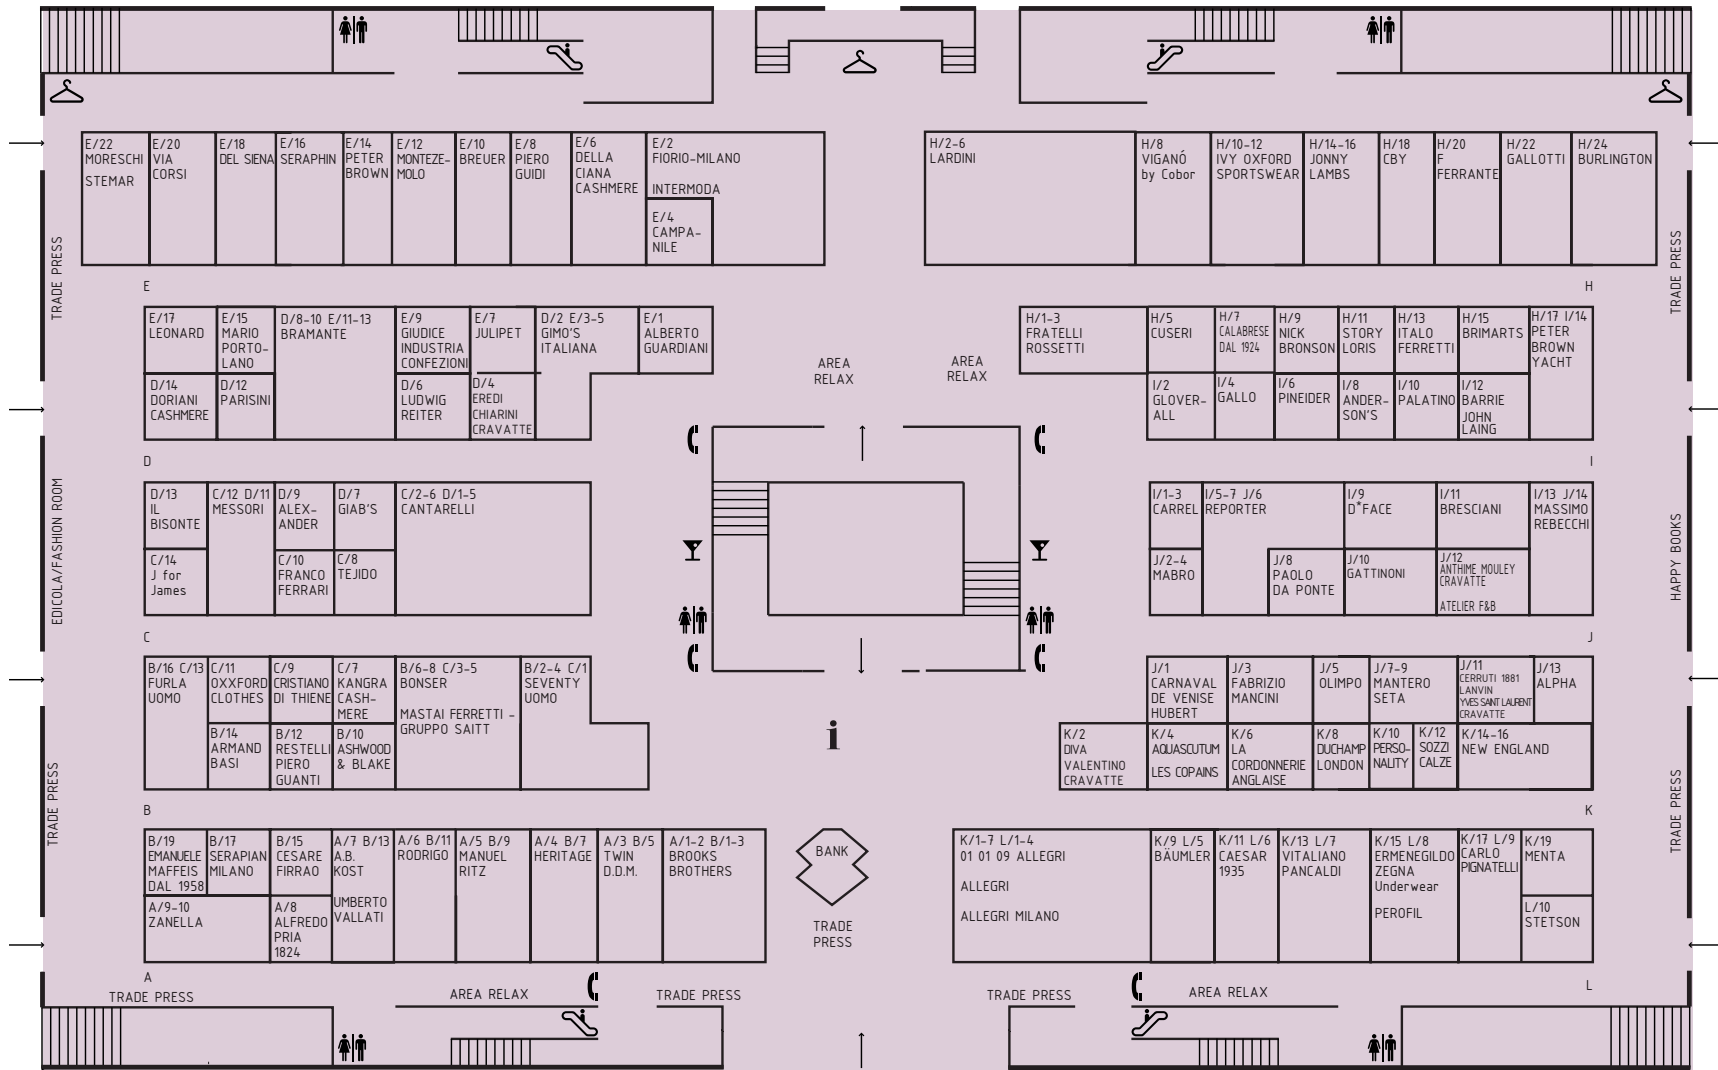 E/22
MORESCHI
STEMAR
E/20
VIA
CORSI
E/18
DEL SIENA
E/16
SERAPHIN
E/14
PETER
BROWN
E/12
MONTEZE-
MOLO
E/10
BREUER
E/8
PIERO
GUIDI
E/6
DELLA
CIANA
CASHMERE
E/2
FIORIO-MILANO
INTERMODA
E/4
CAMPA-
NILE
H/2-6
LARDINI
H/8
VIGANÓ
by Cobor
H/10-12
IVY OXFORD
SPORTSWEAR
H/14-16
JONNY
LAMBS
H/18
CBY
H/20
F
FERRANTE
H/22
GALLOTTI
H/24
BURLINGTON
TRADE PRESS
TRADE PRESS
E
H
E/17
LEONARD
E/15
MARIO
PORTO-
LANO
D/8-10 E/11-13
BRAMANTE
E/9
GIUDICE
INDUSTRIA
CONFEZIONI
E/7
JULIPET
D/2 E/3-5
GIMO'S
ITALIANA
E/1
ALBERTO
GUARDIANI
D/14
DORIANI
CASHMERE
D/12
PARISINI
D/6
LUDWIG
REITER
D/4
EREDI
CHIARINI
CRAVATTE
AREA
RELAX
AREA
RELAX
H/1-3
FRATELLI
ROSSETTI
H/5
CUSERI
H/7
CALABRESE
DAL 1924
H/9
NICK
BRONSON
H/11
STORY
LORIS
H/13
ITALO
FERRETTI
H/15
BRIMARTS
H/17 I/14
PETER
BROWN
YACHT
I/2
GLOVER-
ALL
I/4
GALLO
I/6
PINEIDER
I/8
ANDER-
SON'S
I/10
PALATINO
I/12
BARRIE
JOHN
LAING
D
I
EDICOLA/FASHION ROOM
HAPPY BOOKS
D/13
IL
BISONTE
C/12 D/11
MESSORI
D/9
ALEX-
ANDER
D/7
GIAB'S
C/2-6 D/1-5
CANTARELLI
C/14
J for
James
C/10
FRANCO
FERRARI
C/8
TEJIDO
I/1-3
CARREL
I/5-7 J/6
REPORTER
I/9
D*FACE
I/11
BRESCIANI
I/13 J/14
MASSIMO
REBECCHI
J/2-4
MABRO
J/8
PAOLO
DA PONTE
J/10
GATTINONI
J/12
ANTHIME MOULEY
CRAVATTE
ATELIER F&B
C
J
B/16 C/13
FURLA
UOMO
C/11
OXXFORD
CLOTHES
C/9
CRISTIANO
DI THIENE
C/7
KANGRA
CASH-
MERE
B/6-8 C/3-5
BONSER
MASTAI FERRETTI -
GRUPPO SAITT
B/2-4 C/1
SEVENTY
UOMO
B/14
ARMAND
BASI
B/12
RESTELLI
PIERO
GUANTI
B/10
ASHWOOD
& BLAKE
i
J/1
CARNAVAL
DE VENISE
HUBERT
J/3
FABRIZIO
MANCINI
J/5
OLIMPO
J/7-9
MANTERO
SETA
J/11
CERRUTI 1881
LANVIN
YVES SAINT LAURENT
CRAVATTE
J/13
ALPHA
K/2
DIVA
VALENTINO
CRAVATTE
K/4
AQUASCUTUM
LES COPAINS
K/6
LA
CORDONNERIE
ANGLAISE
K/8
DUCHAMP
LONDON
K/10
PERSO-
NALITY
K/12
SOZZI
CALZE
K/14-16
NEW ENGLAND
TRADE PRESS
TRADE PRESS
B
K
B/19
EMANUELE
MAFFEIS
DAL 1958
B/17
SERAPIAN
MILANO
B/15
CESARE
FIRRAO
A/7 B/13
A.B.
KOST
UMBERTO
VALLATI
A/6 B/11
RODRIGO
A/5 B/9
MANUEL
RITZ
A/4 B/7
HERITAGE
A/3 B/5
TWIN
D.D.M.
A/1-2 B/1-3
BROOKS
BROTHERS
A/9-10
ZANELLA
A/8
ALFREDO
PRIA
1824
BANK
TRADE
PRESS
K/1-7 L/1-4
01 01 09 ALLEGRI
ALLEGRI
ALLEGRI MILANO
K/9 L/5
BÄUMLER
K/11 L/6
CAESAR
1935
K/13 L/7
VITALIANO
PANCALDI
K/15 L/8
ERMENEGILDO
ZEGNA
Underwear
PEROFIL
K/17 L/9
CARLO
PIGNATELLI
K/19
MENTA
L/10
STETSON
A
L
TRADE PRESS
AREA RELAX
TRADE PRESS
TRADE PRESS
AREA RELAX